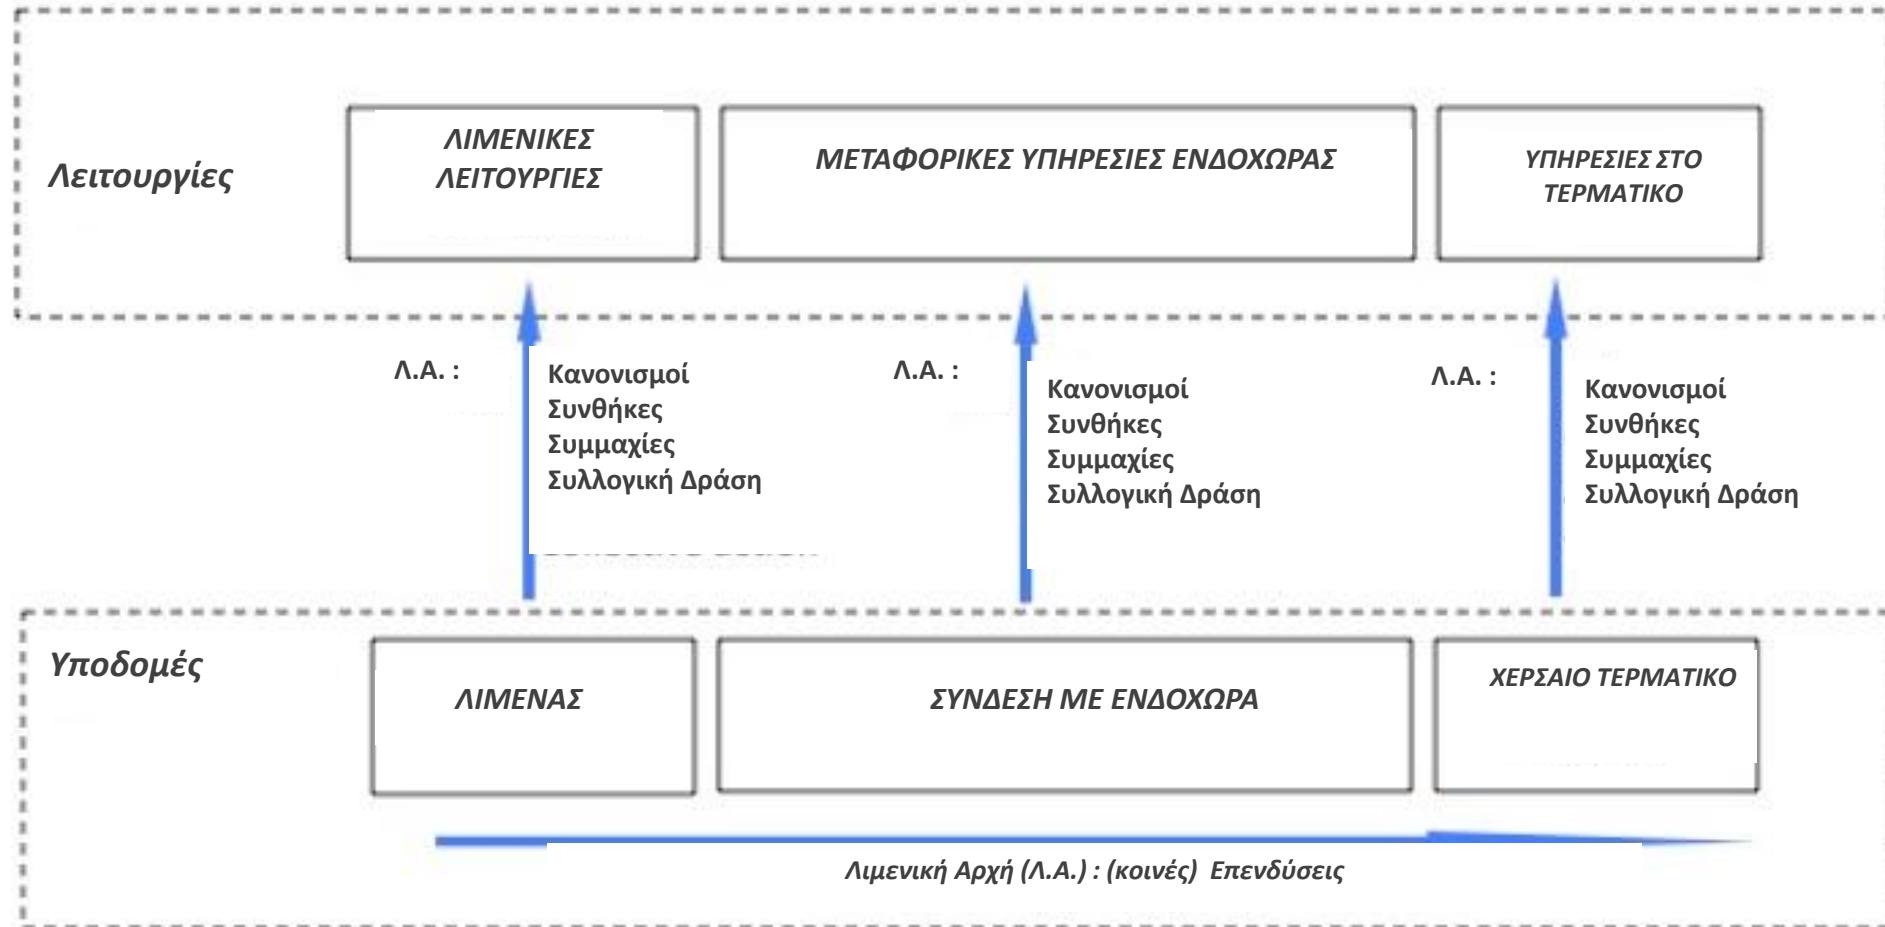 Λειτουργίες
ΛΙΜΕΝΙΚΕΣ
ΛΕΙΤΟΥΡΓΙΕΣ
ΜΕΤΑΦΟΡΙΚΕΣ ΥΠΗΡΕΣΙΕΣ ΕΝΔΟΧΩΡΑΣ
ΥΠΗΡΕΣΙΕΣ ΣΤΟ
ΤΕΡΜΑΤΙΚΟ
Λ.Α. :
Κανονισμοί
Συνθήκες
Συμμαχίες
Συλλογική Δράση
Λ.Α. :
Κανονισμοί
Συνθήκες
Συμμαχίες
Συλλογική Δράση
Λ.Α. :
Κανονισμοί
Συνθήκες
Συμμαχίες
Συλλογική Δράση
Υποδομές
ΛΙΜΕΝΑΣ
ΣΥΝΔΕΣΗ ΜΕ ΕΝΔΟΧΩΡΑ
ΧΕΡΣΑΙΟ ΤΕΡΜΑΤΙΚΟ
Λιμενική Αρχή (Λ.Α.) : (κοινές) Επενδύσεις